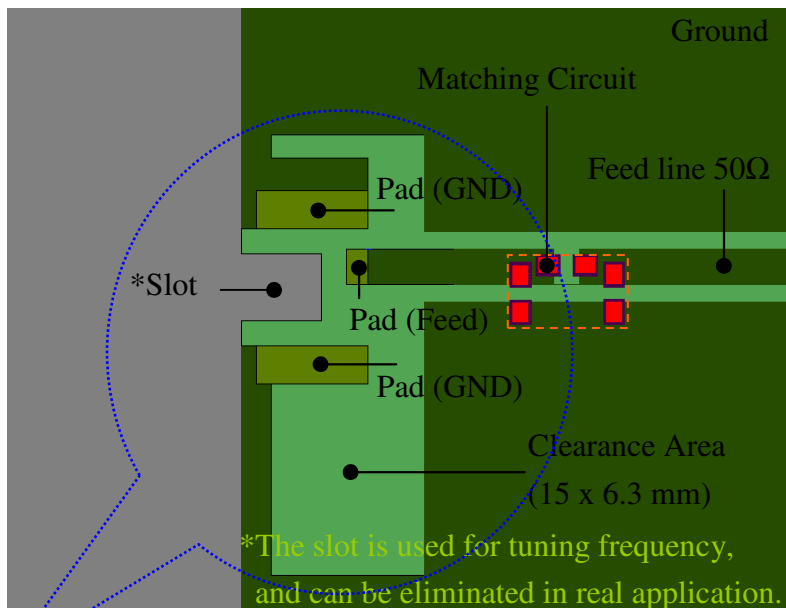 Ground
Matching Circuit
Pad (GND)
Feed line 50Ω
*Slot
Pad (Feed)
Pad (GND)
Clearance Area
(15 x 6.3 mm)
*The slot is used for tuning frequency,
and can be eliminated in real application.